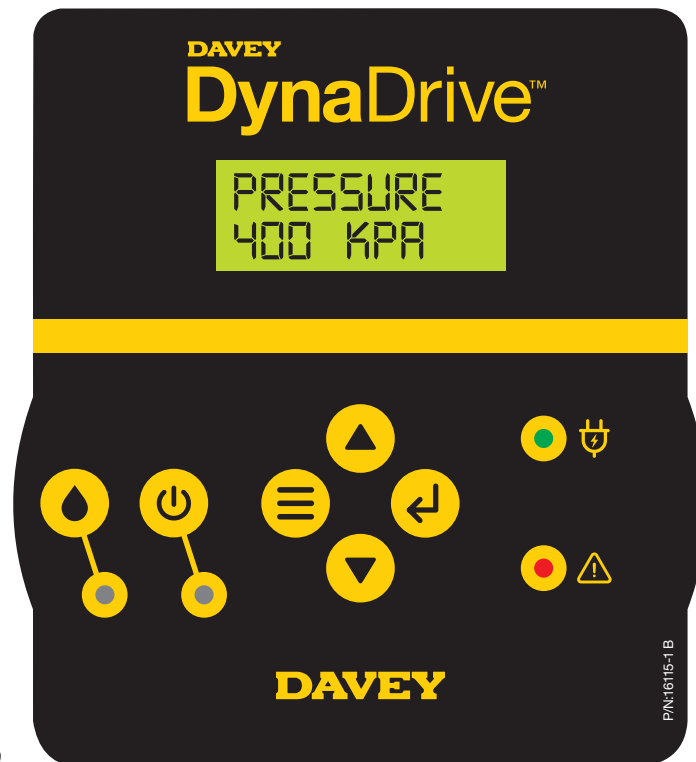 DAVEY
DynaDrive™
PRESSURE
400 KPA
DAVEY
P/N:16115-1 B